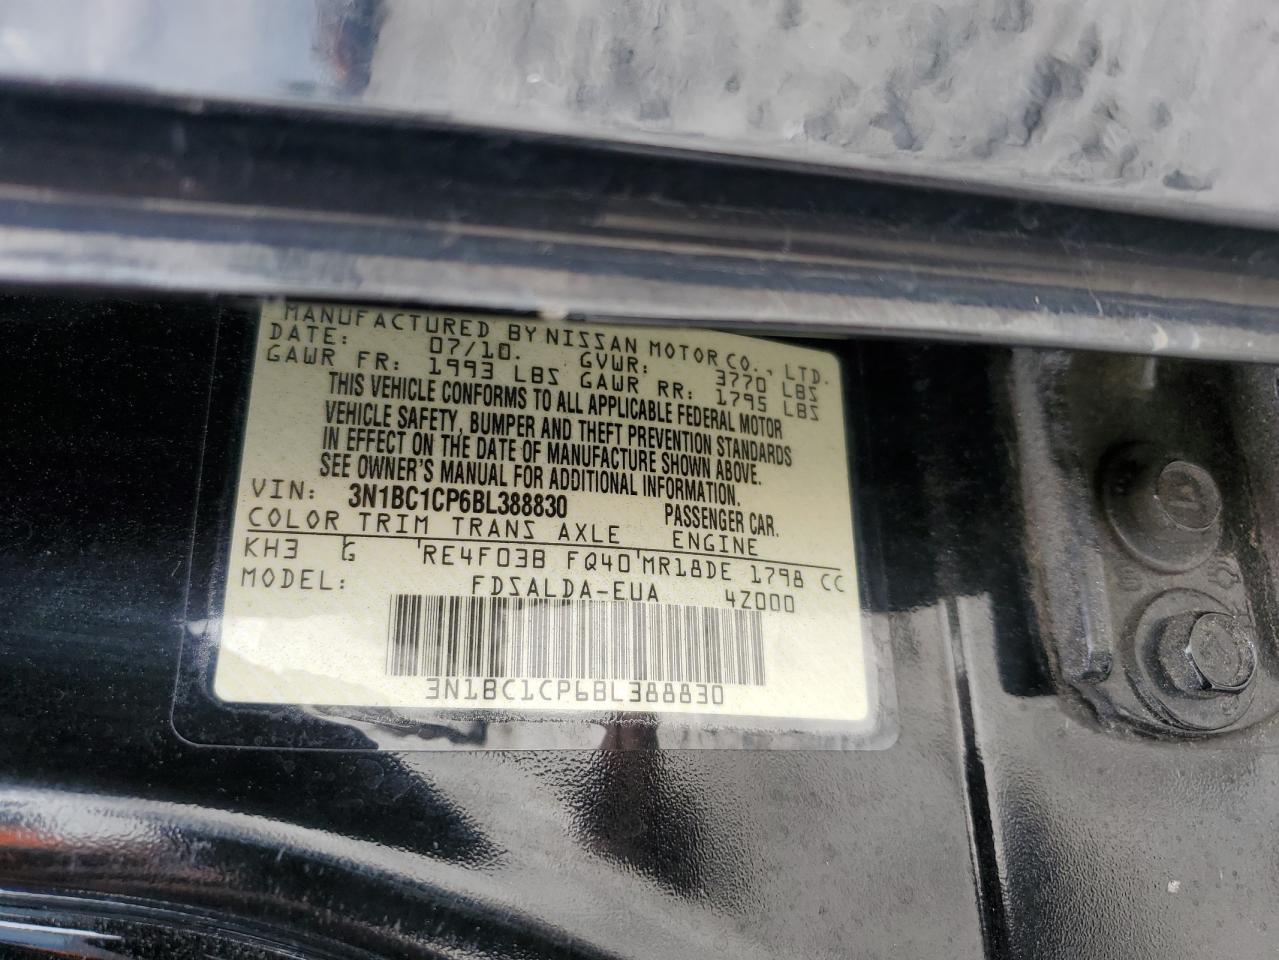 MANUFACTURED BY NISSAN MOTOR CO., LTD.
DATE: 07/10. GVWR: 3770 LBS
GAWR FR: 1993 LBS GAWR RR: 1795 LBS
THIS VEHICLE CONFORMS TO ALL APPLICABLE FEDERAL MOTOR
VEHICLE SAFETY, BUMPER AND THEFT PREVENTION STANDARDS
IN EFFECT ON THE DATE OF MANUFACTURE SHOWN ABOVE.
SEE OWNER'S MANUAL FOR ADDITIONAL INFORMATION.
VIN: 3N1BC1CP6BL388830 PASSENGER CAR.
COLOR TRIM TRANS AXLE ENGINE
KH3 G RE4F03B FQ40 MR18DE 1798 CC
MODEL: FDSALDA-EUA 4Z000
3N1BC1CP6BL388830
7